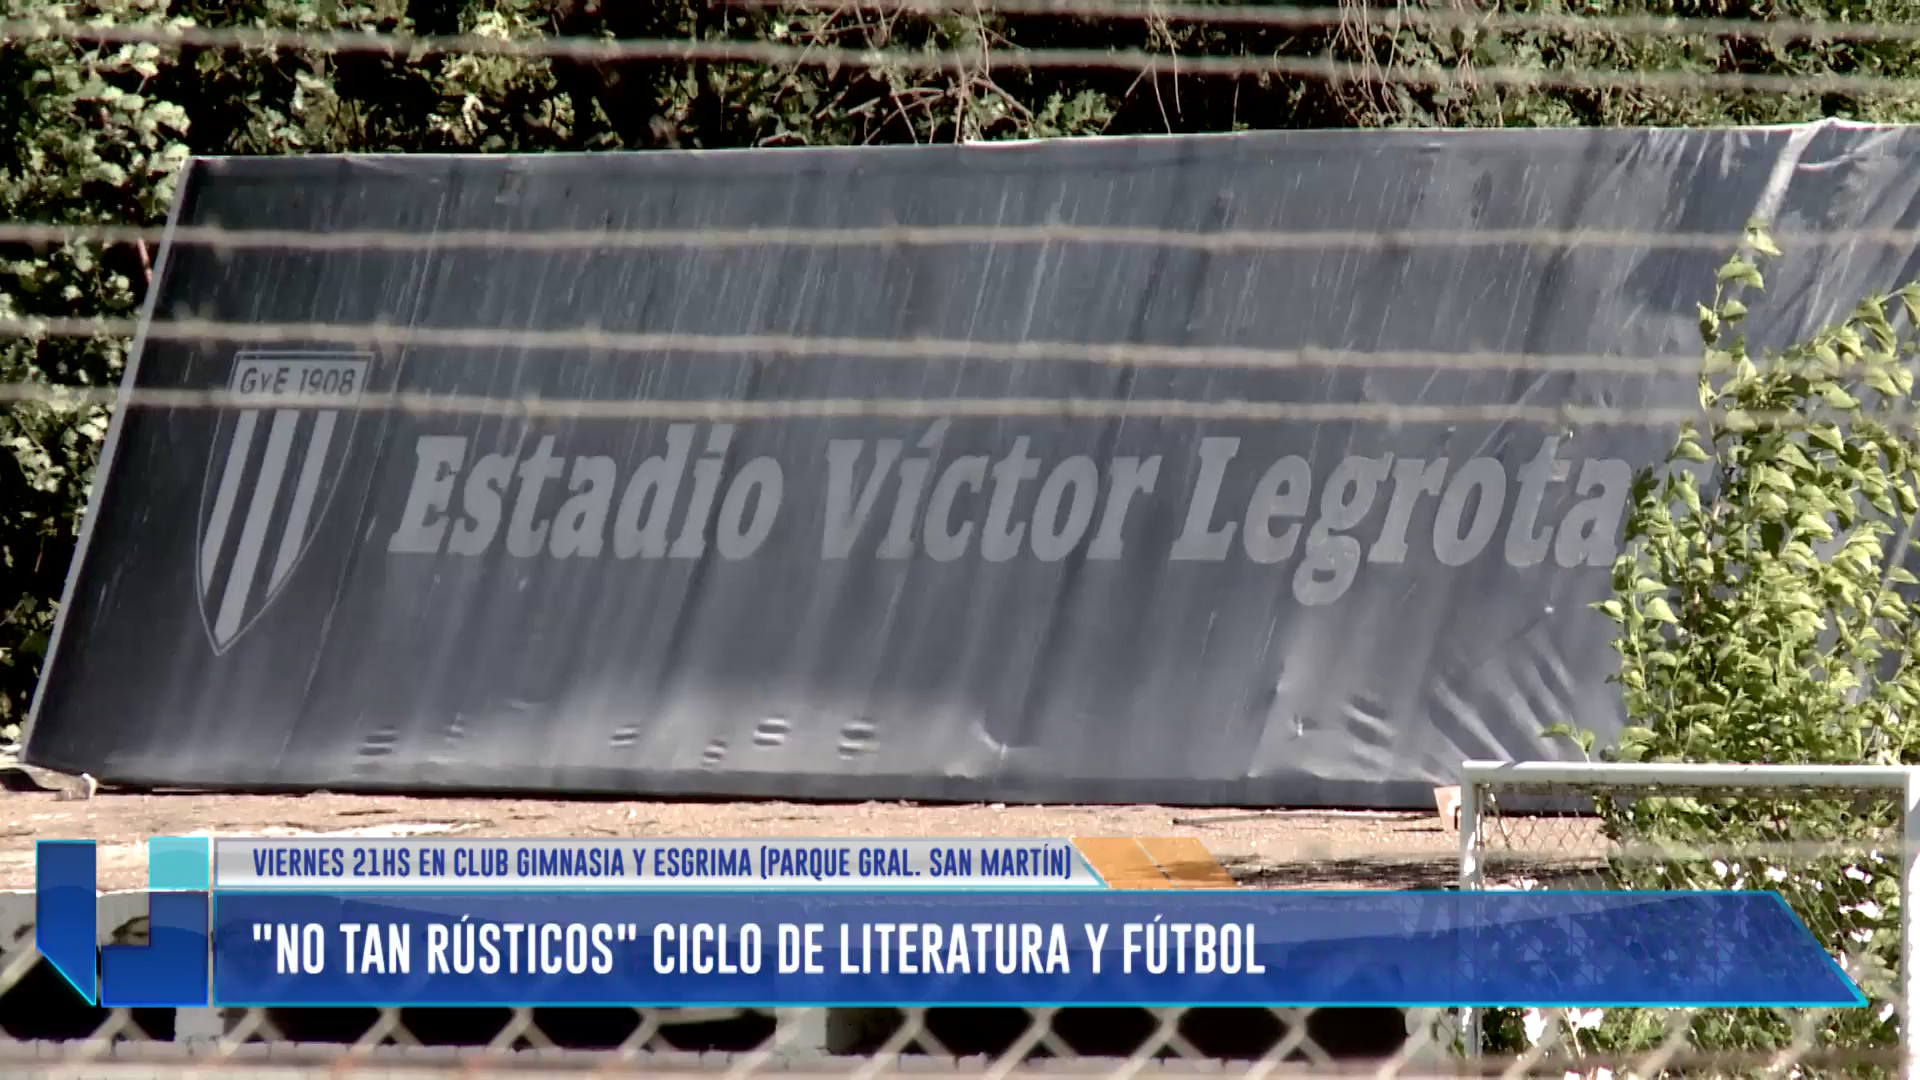 GyE 1908
Estadio Víctor Legrota
VIERNES 21HS EN CLUB GIMNASIA Y ESGRIMA (PARQUE GRAL. SAN MARTÍN)
"NO TAN RÚSTICOS" CICLO DE LITERATURA Y FÚTBOL